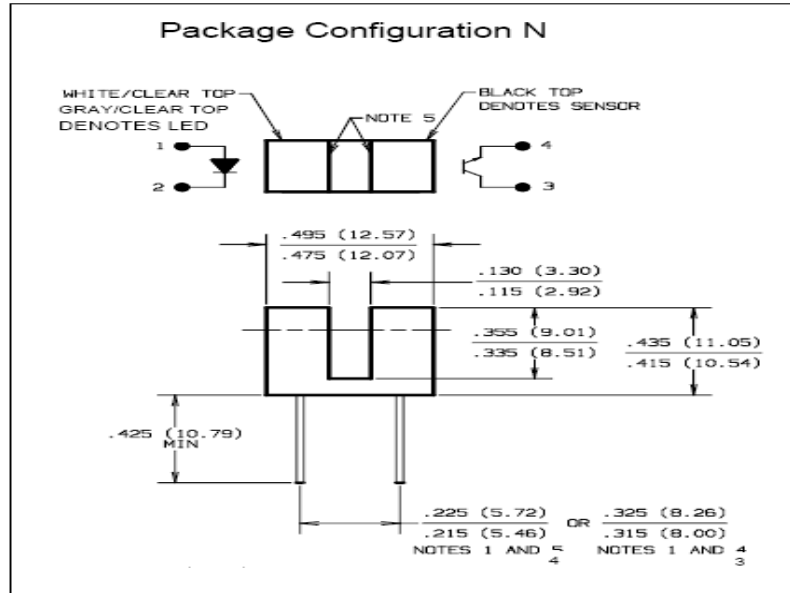 Package Configuration N
WHITE/CLEAR TOP
GRAY/CLEAR TOP
DENOTES LED
BLACK TOP
DENOTES SENSOR
NOTE 5
1
2
4
3
.495 (12.57)
.475 (12.07)
.130 (3.30)
.115 (2.92)
.355 (9.01)
.335 (8.51)
.435 (11.05)
.415 (10.54)
.425 (10.79)
MIN
.225 (5.72) OR .325 (8.26)
.215 (5.46) .315 (8.00)
NOTES 1 AND 5 NOTES 1 AND 4
4 3